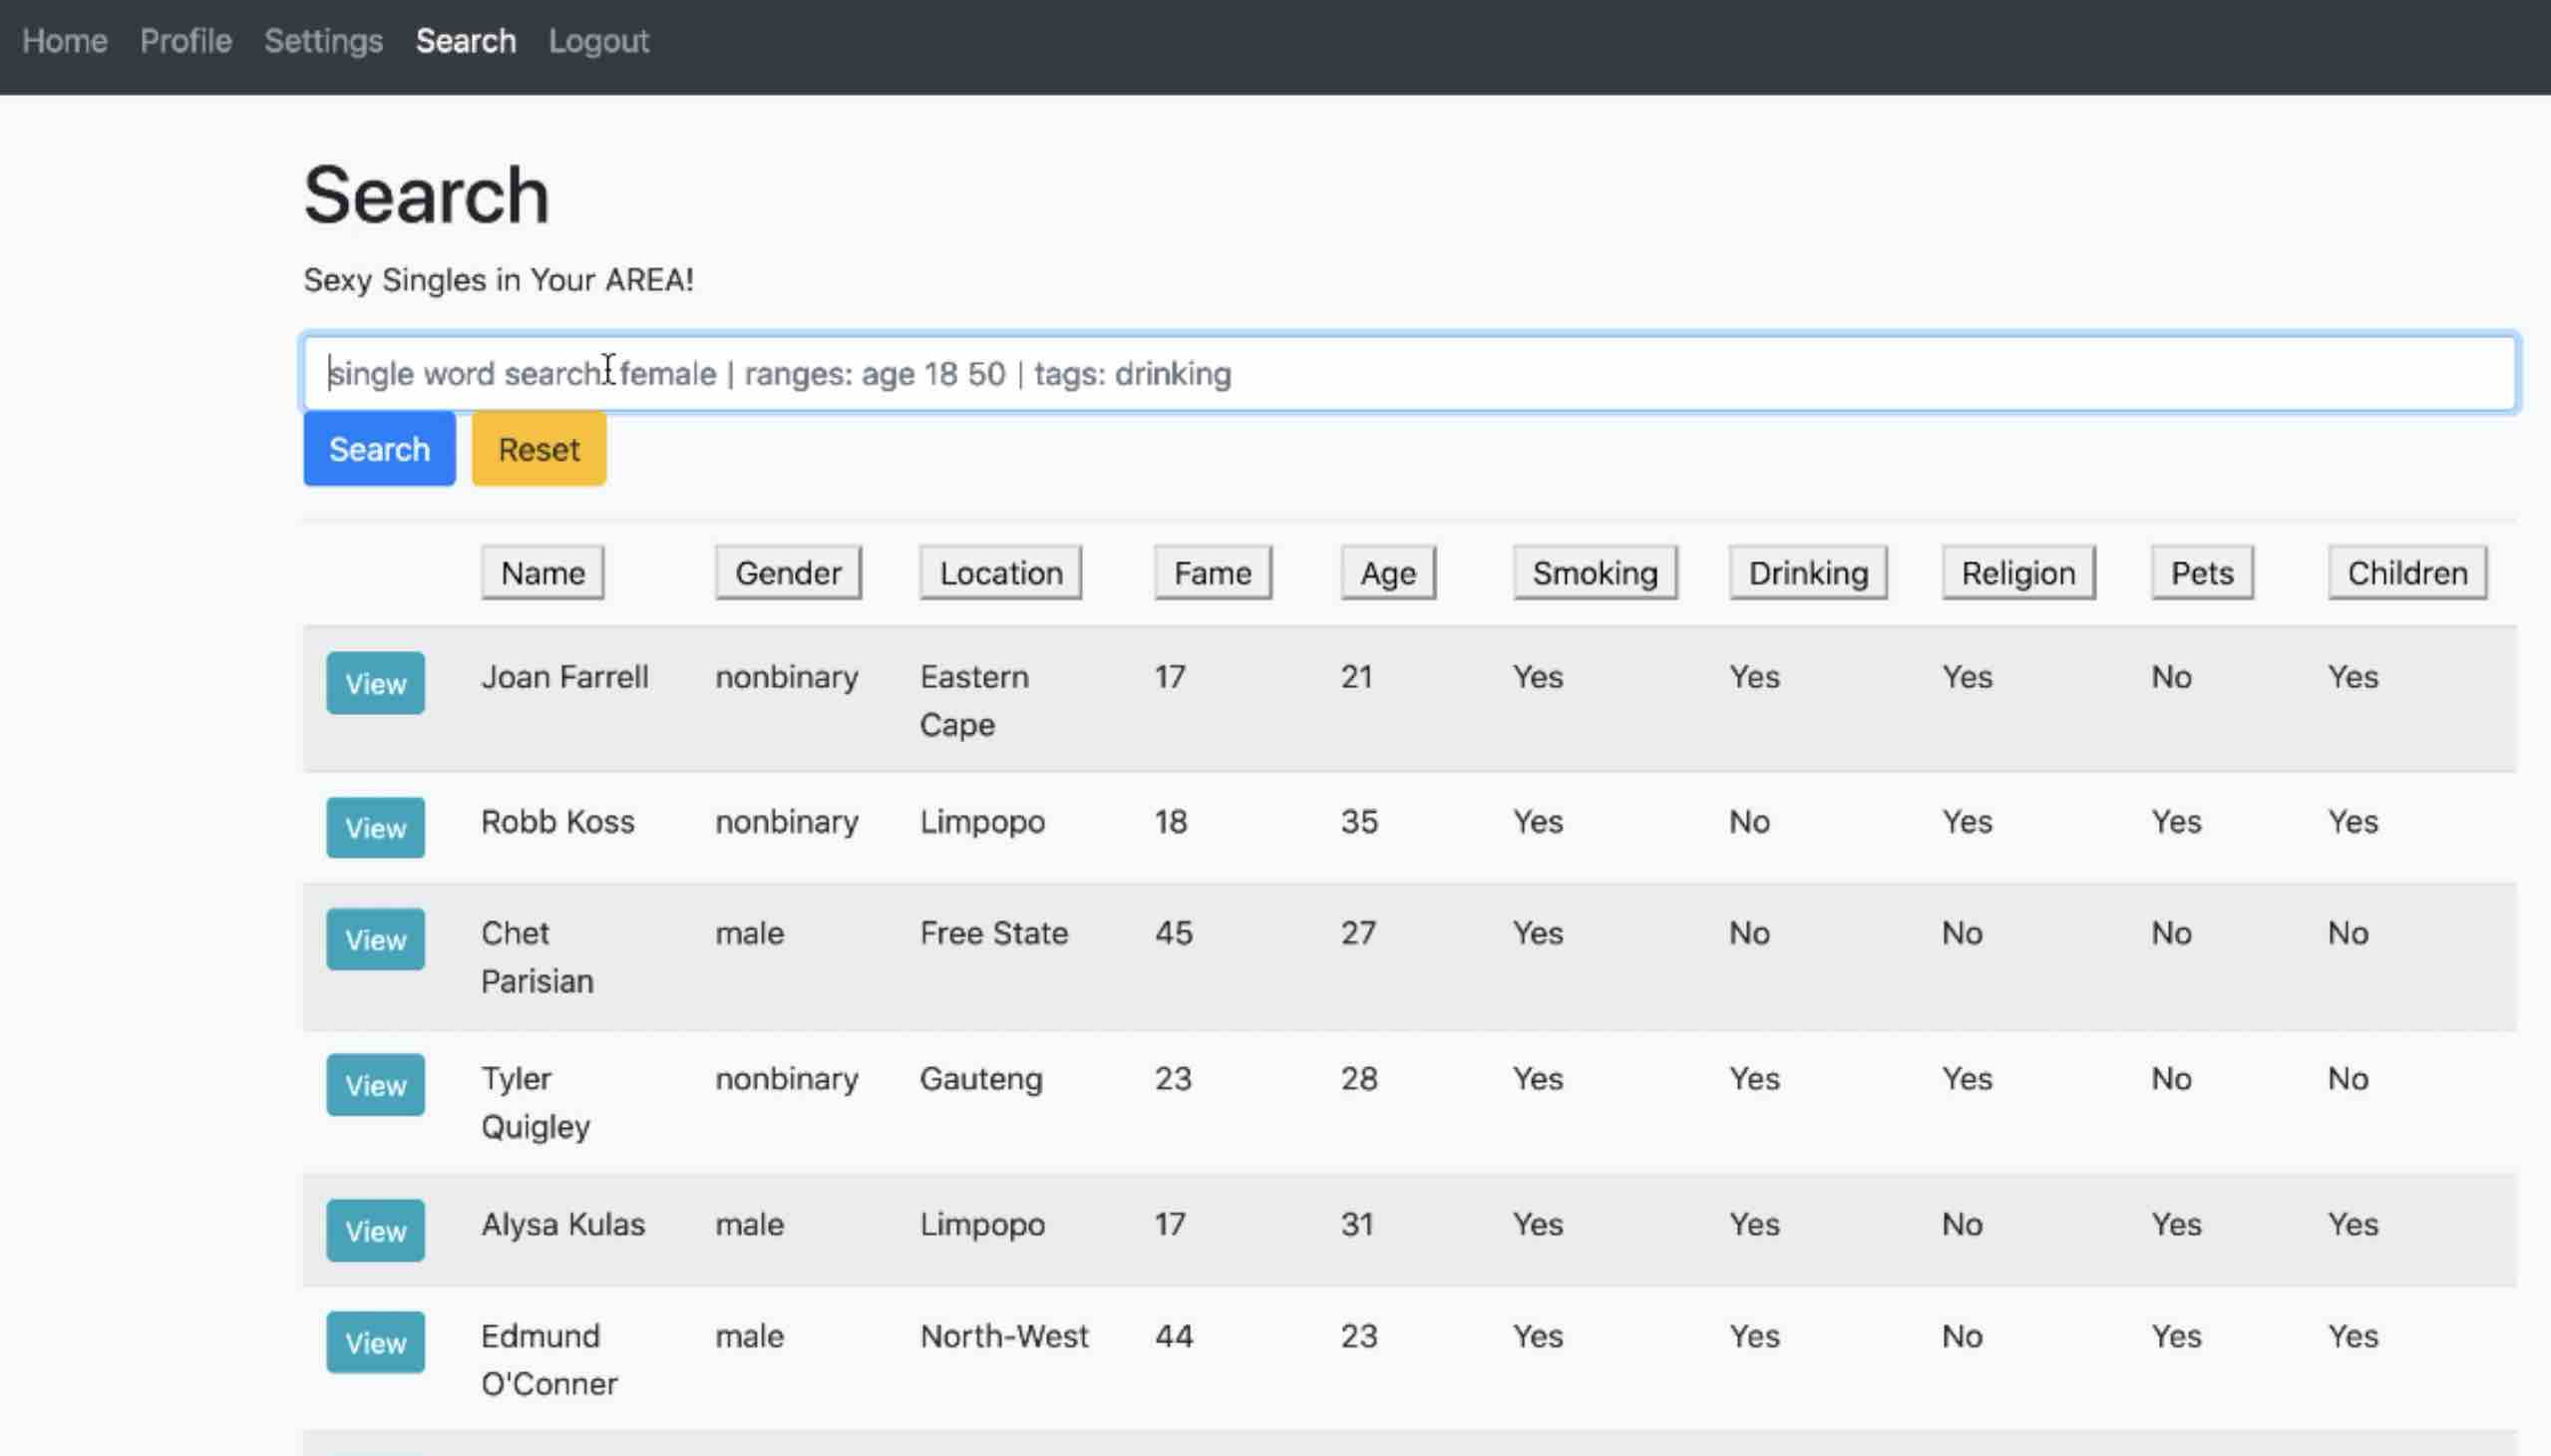 Home Profile Settings Search Logout
Search
Sexy Singles in Your AREA!
single word search: female | ranges: age 18 50 | tags: drinking
Search Reset
Name Gender Location Fame Age Smoking Drinking Religion Pets Children
View Joan Farrell nonbinary Eastern Cape 17 21 Yes Yes Yes No Yes
View Robb Koss nonbinary Limpopo 18 35 Yes No Yes Yes Yes
View Chet Parisian male Free State 45 27 Yes No No No No
View Tyler Quigley nonbinary Gauteng 23 28 Yes Yes Yes No No
View Alysa Kulas male Limpopo 17 31 Yes Yes No Yes Yes
View Edmund O'Conner male North-West 44 23 Yes Yes No Yes Yes